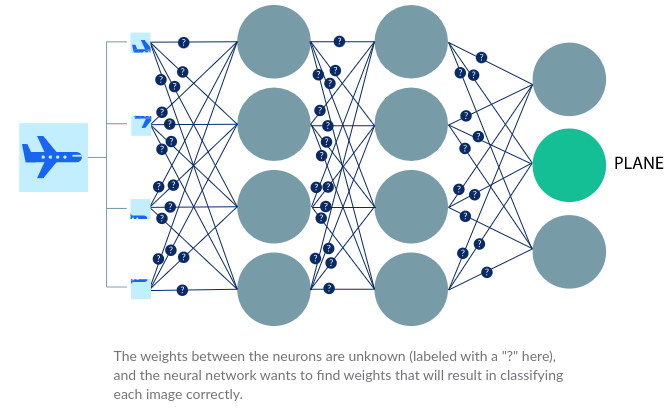 PLANE
The weights between the neurons are unknown (labeled with a "?" here),
and the neural network wants to find weights that will result in classifying
each image correctly.